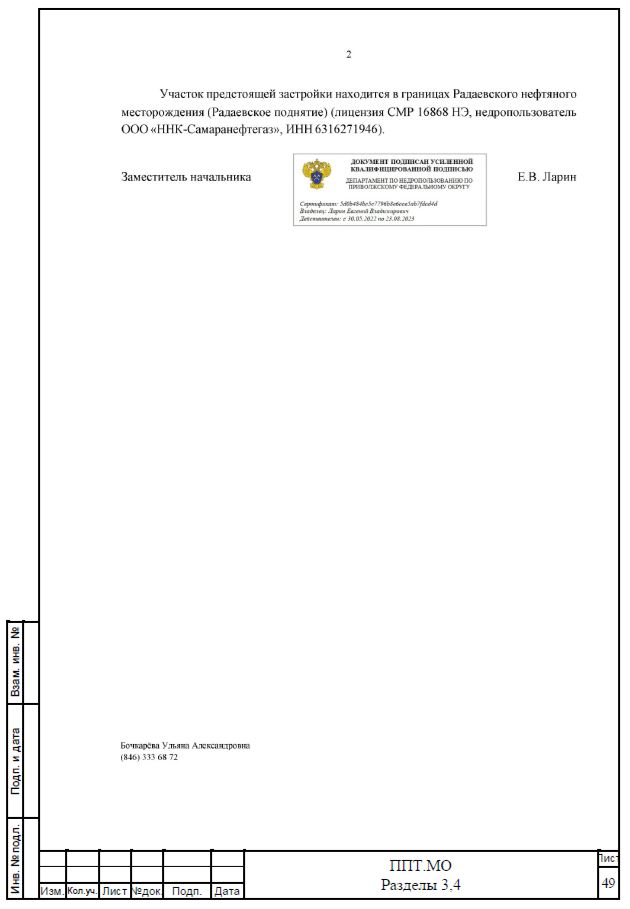 2
Участок предстоящей застройки находится в границах Радаевского нефтяного
месторождения (Радаевское поднятие) (лицензия СМР 16868 НЭ, недропользователь
ООО «ННК-Самаранефтегаз», ИНН 6316271946).
Заместитель начальника
ДОКУМЕНТ ПОДПИСАН УСИЛЕННОЙ
КВАЛИФИЦИРОВАННОЙ ПОДПИСЬЮ
ДЕПАРТАМЕНТ ПО НЕДРОПОЛЬЗОВАНИЮ ПО
ПРИВОЛЖСКОМУ ФЕДЕРАЛЬНОМУ ОКРУГУ
Сертификат:
Владелец: Ларин Евгений Владимирович
Действителен: с 30.05.2022 по 23.08.2023
Е.В. Ларин
Бочкарёва Ульяна Александровна
(846) 333 68 72
Взам. инв. №
Подп. и дата
Инв. № подл.
Изм. Кол.уч. Лист №док. Подп. Дата
ППТ.МО
Разделы 3,4
Лист
49